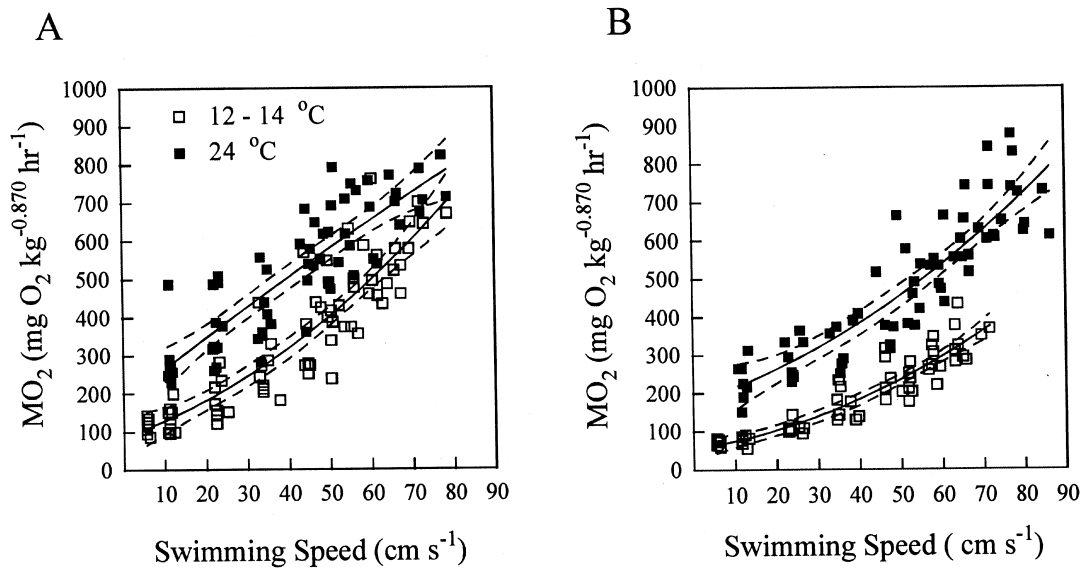 A
B
1000
900
800
700
600
500
400
300
200
100
0
MO2 (mg O2 kg-0.870 hr-1)
12 - 14 oC
24 oC
10 20 30 40 50 60 70 80 90
Swimming Speed (cm s-1)
1000
900
800
700
600
500
400
300
200
100
0
MO2 (mg O2 kg-0.870 hr-1)
10 20 30 40 50 60 70 80 90
Swimming Speed ( cm s-1)